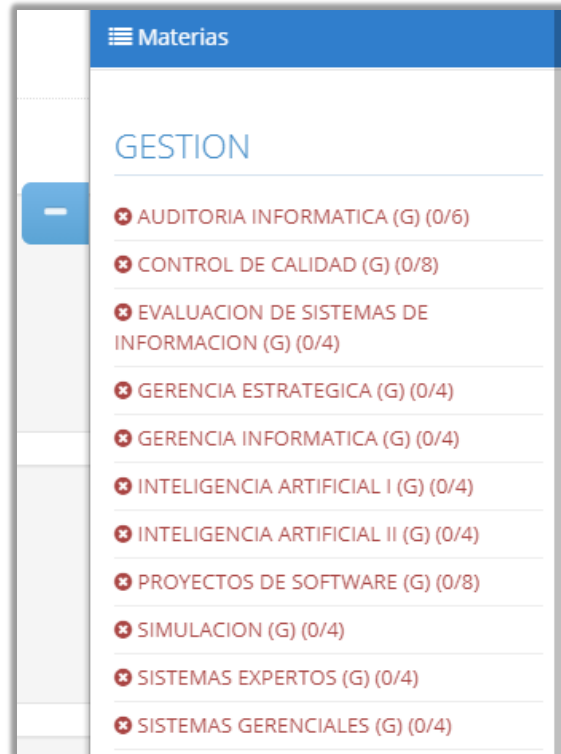 Materias
GESTION
AUDITORIA INFORMATICA (G) (0/6)
CONTROL DE CALIDAD (G) (0/8)
EVALUACION DE SISTEMAS DE
INFORMACION (G) (0/4)
GERENCIA ESTRATEGICA (G) (0/4)
GERENCIA INFORMATICA (G) (0/4)
INTELIGENCIA ARTIFICIAL I (G) (0/4)
INTELIGENCIA ARTIFICIAL II (G) (0/4)
PROYECTOS DE SOFTWARE (G) (0/8)
SIMULACION (G) (0/4)
SISTEMAS EXPERTOS (G) (0/4)
SISTEMAS GERENCIALES (G) (0/4)